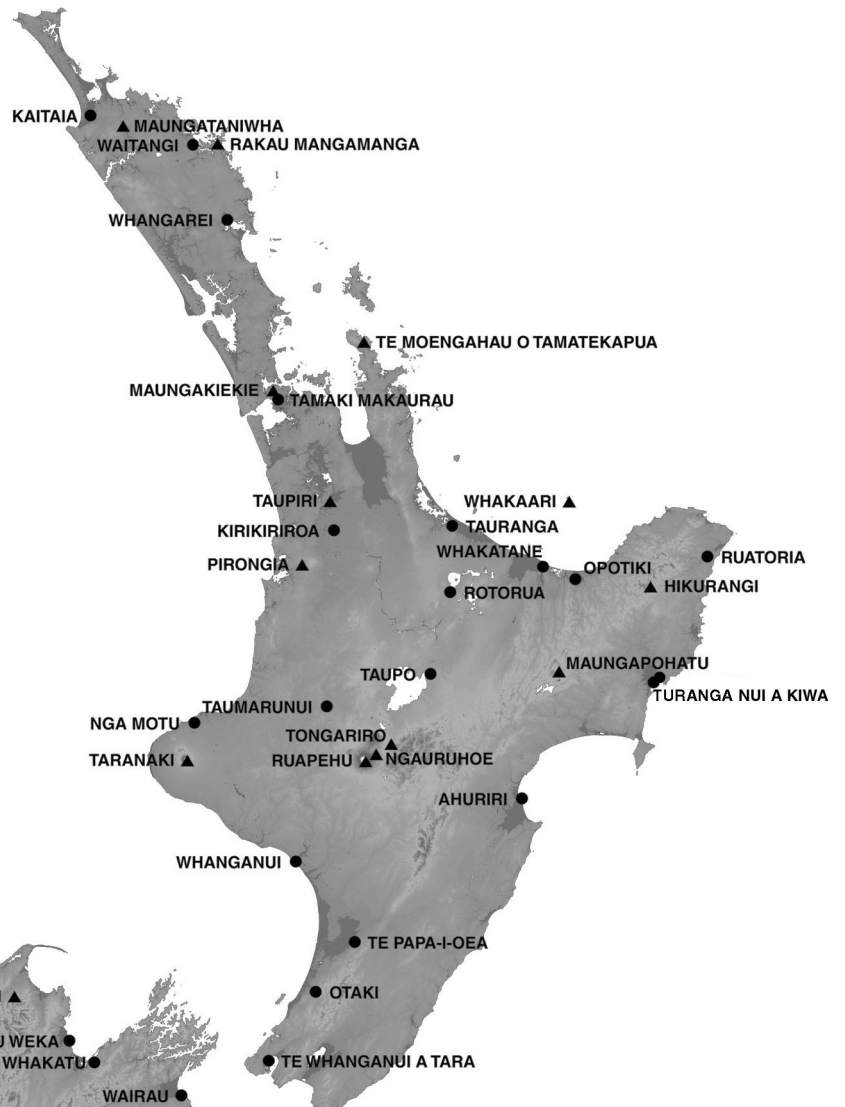 KAITAIA
MAUNGATANIWHA
WAITANGI
RAKAU MANGAMANGA
WHANGAREI
TE MOENGAHAU O TAMATEKAPUA
MAUNGAKIEKIE
TAMAKI MAKAURAU
TAUPIRI
WHAKAARI
KIRIKIRIROA
TAURANGA
WHAKATANE
PIRONGIA
OPOTIKI
RUATORIA
ROTORUA
HIKURANGI
MAUNGAPOHATU
TAUPO
TURANGA NUI A KIWA
TAUMARUNUI
NGA MOTU
TONGARIRO
TARANAKI
RUAPEHU
NGAURUHOE
AHURIRI
WHANGANUI
TE PAPA-I-OEA
OTAKI
U WEKA
WHAKATU
TE WHANGANUI A TARA
WAIRAU